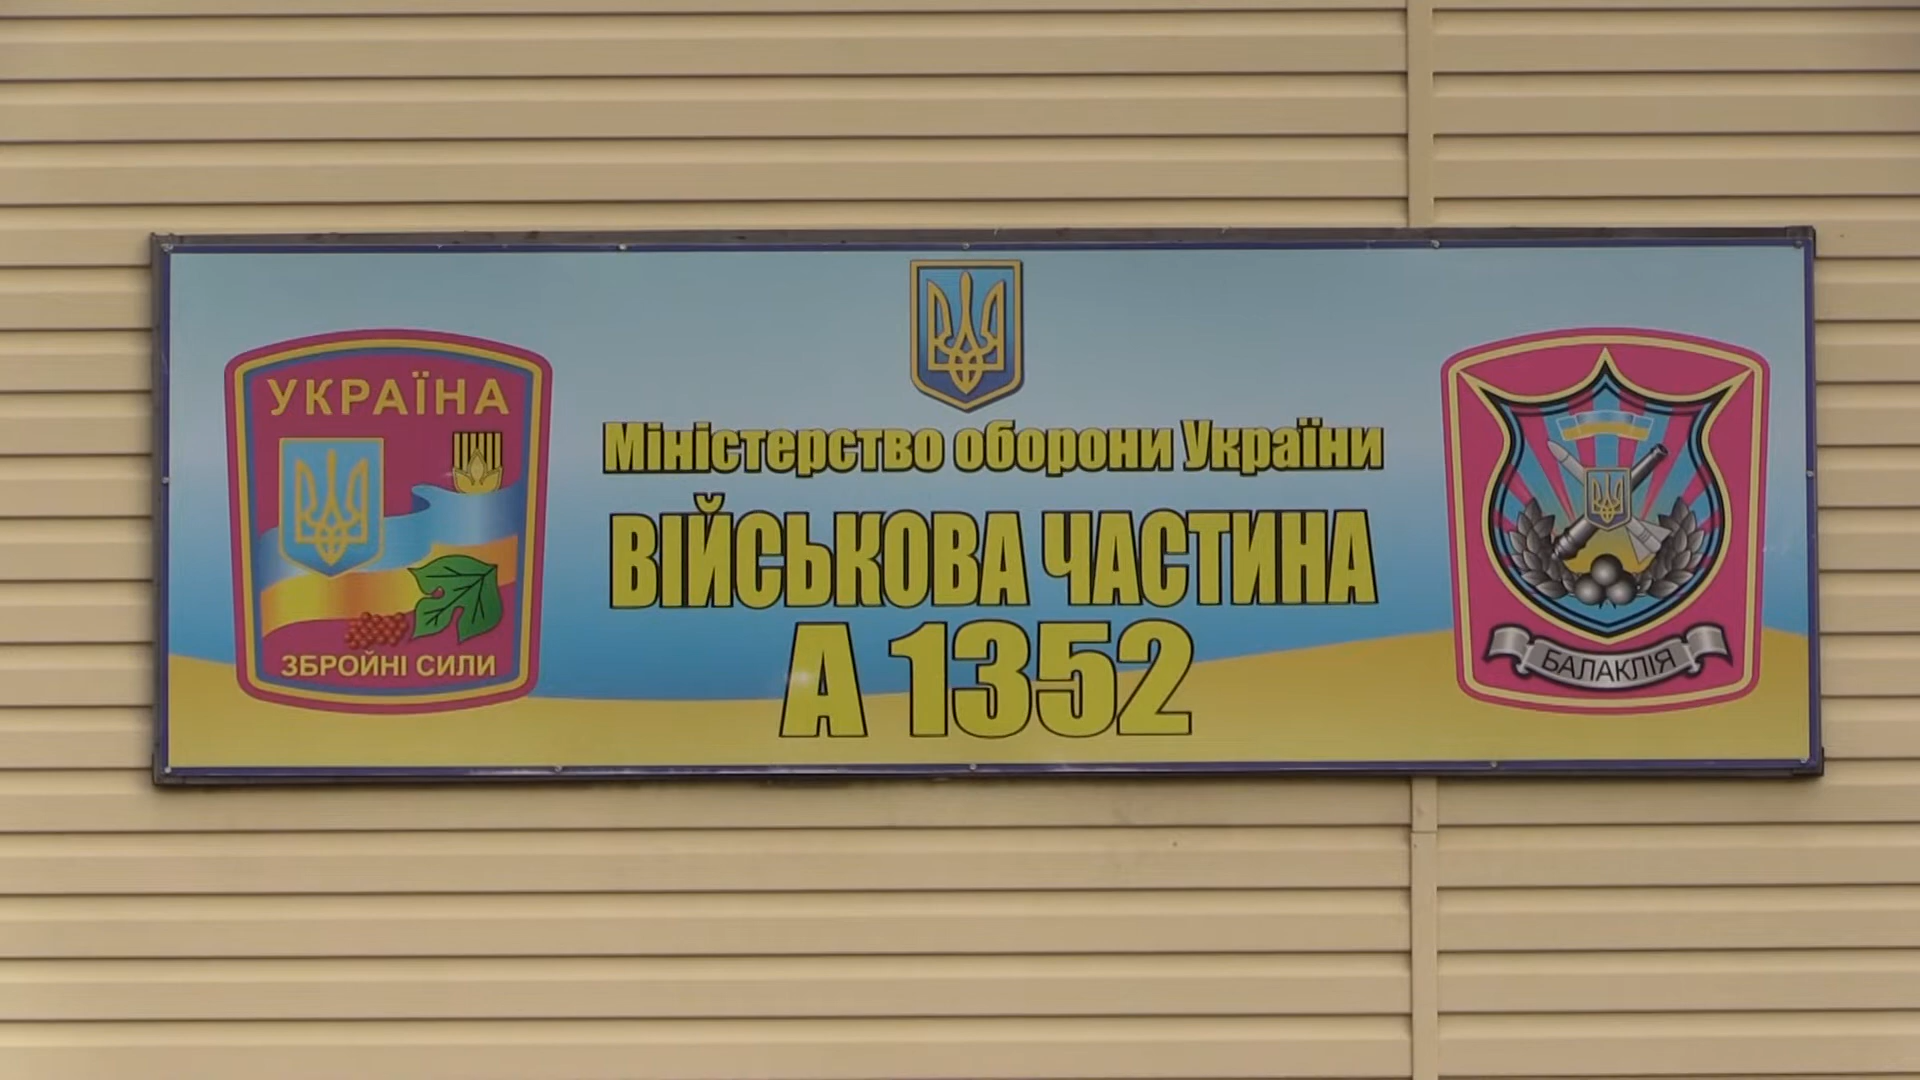 УКРАЇНА
ЗБРОЙНІ СИЛИ
Міністерство оборони України
ВІЙСЬКОВА ЧАСТИНА
А 1352
БАЛАКЛІЯ